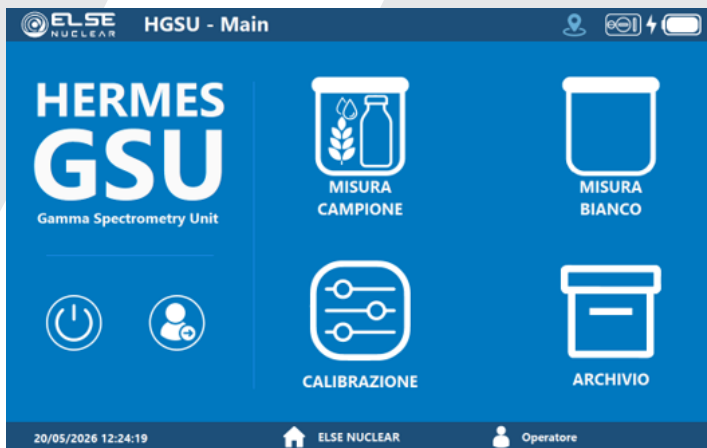 ELSE
NUCLEAR
HGSU - Main
HERMES
GSU
Gamma Spectrometry Unit
MISURA
CAMPIONE
MISURA
BIANCO
CALIBRAZIONE
ARCHIVIO
20/05/2026 12:24:19
ELSE NUCLEAR
Operatore